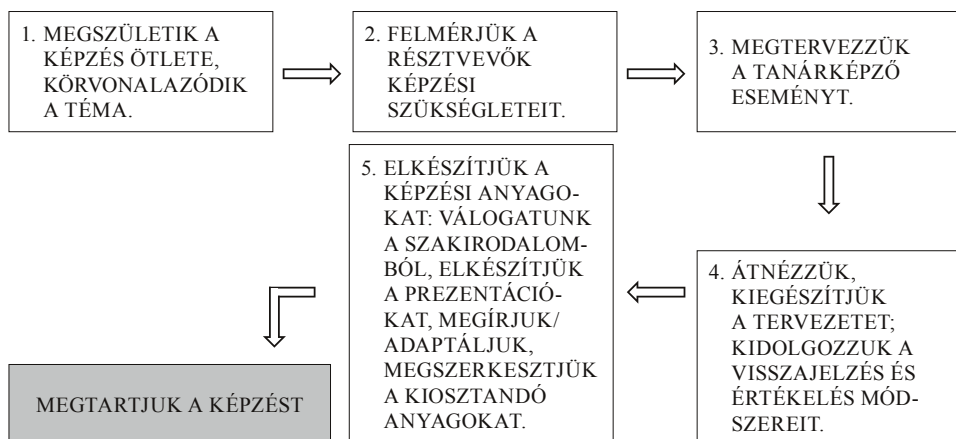 1. MEGSZÜLETIK A
KÉPZÉS ÖTLETE,
KÖRVONALAZÓDIK
A TÉMA.
2. FELMÉRJÜK A
RÉSZTVEVŐK
KÉPZÉSI
SZÜKSÉGLETEIT.
3. MEGTERVEZZÜK
A TANÁRKÉPZŐ
ESEMÉNYT.
4. ÁTNÉZZÜK,
KIEGÉSZÍTJÜK
A TERVEZETET;
KIDOLGOZZUK A
VISSZAJELZÉS ÉS
ÉRTÉKELÉS MÓD-
SZEREIT.
5. ELKÉSZÍTJÜK A
KÉPZÉSI ANYAGO-
KAT: VÁLOGATUNK
A SZAKIRODALOM-
BÓL, ELKÉSZÍTJÜK
A PREZENTÁCIÓ-
KAT, MEGÍRJUK/
ADAPTÁLJUK,
MEGSZERKESZTJÜK
A KIOSZTANDÓ
ANYAGOKAT.
MEGTARTJUK A KÉPZÉST